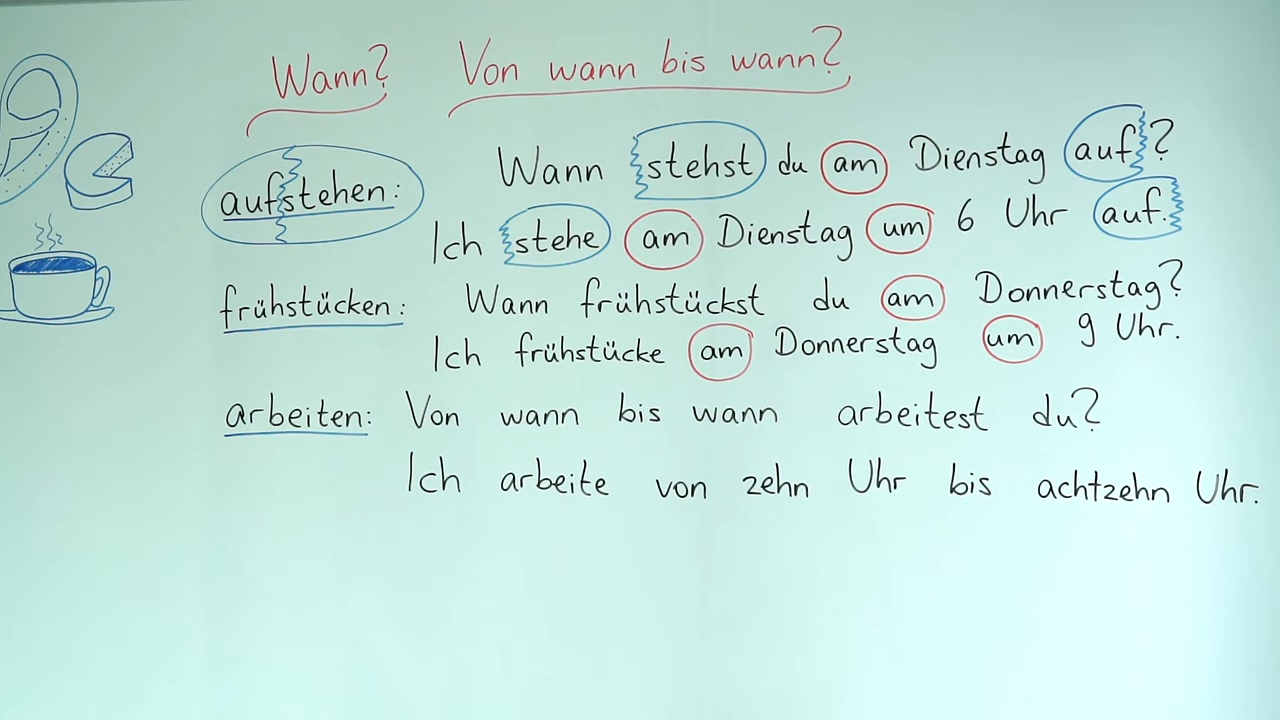 Wann? Von wann bis wann?
aufstehen: Wann stehst du am Dienstag auf?
Ich stehe am Dienstag um 6 Uhr auf.
frühstücken: Wann frühstückst du am Donnerstag?
Ich frühstücke am Donnerstag um 9 Uhr.
arbeiten: Von wann bis wann arbeitest du?
Ich arbeite von zehn Uhr bis achtzehn Uhr.